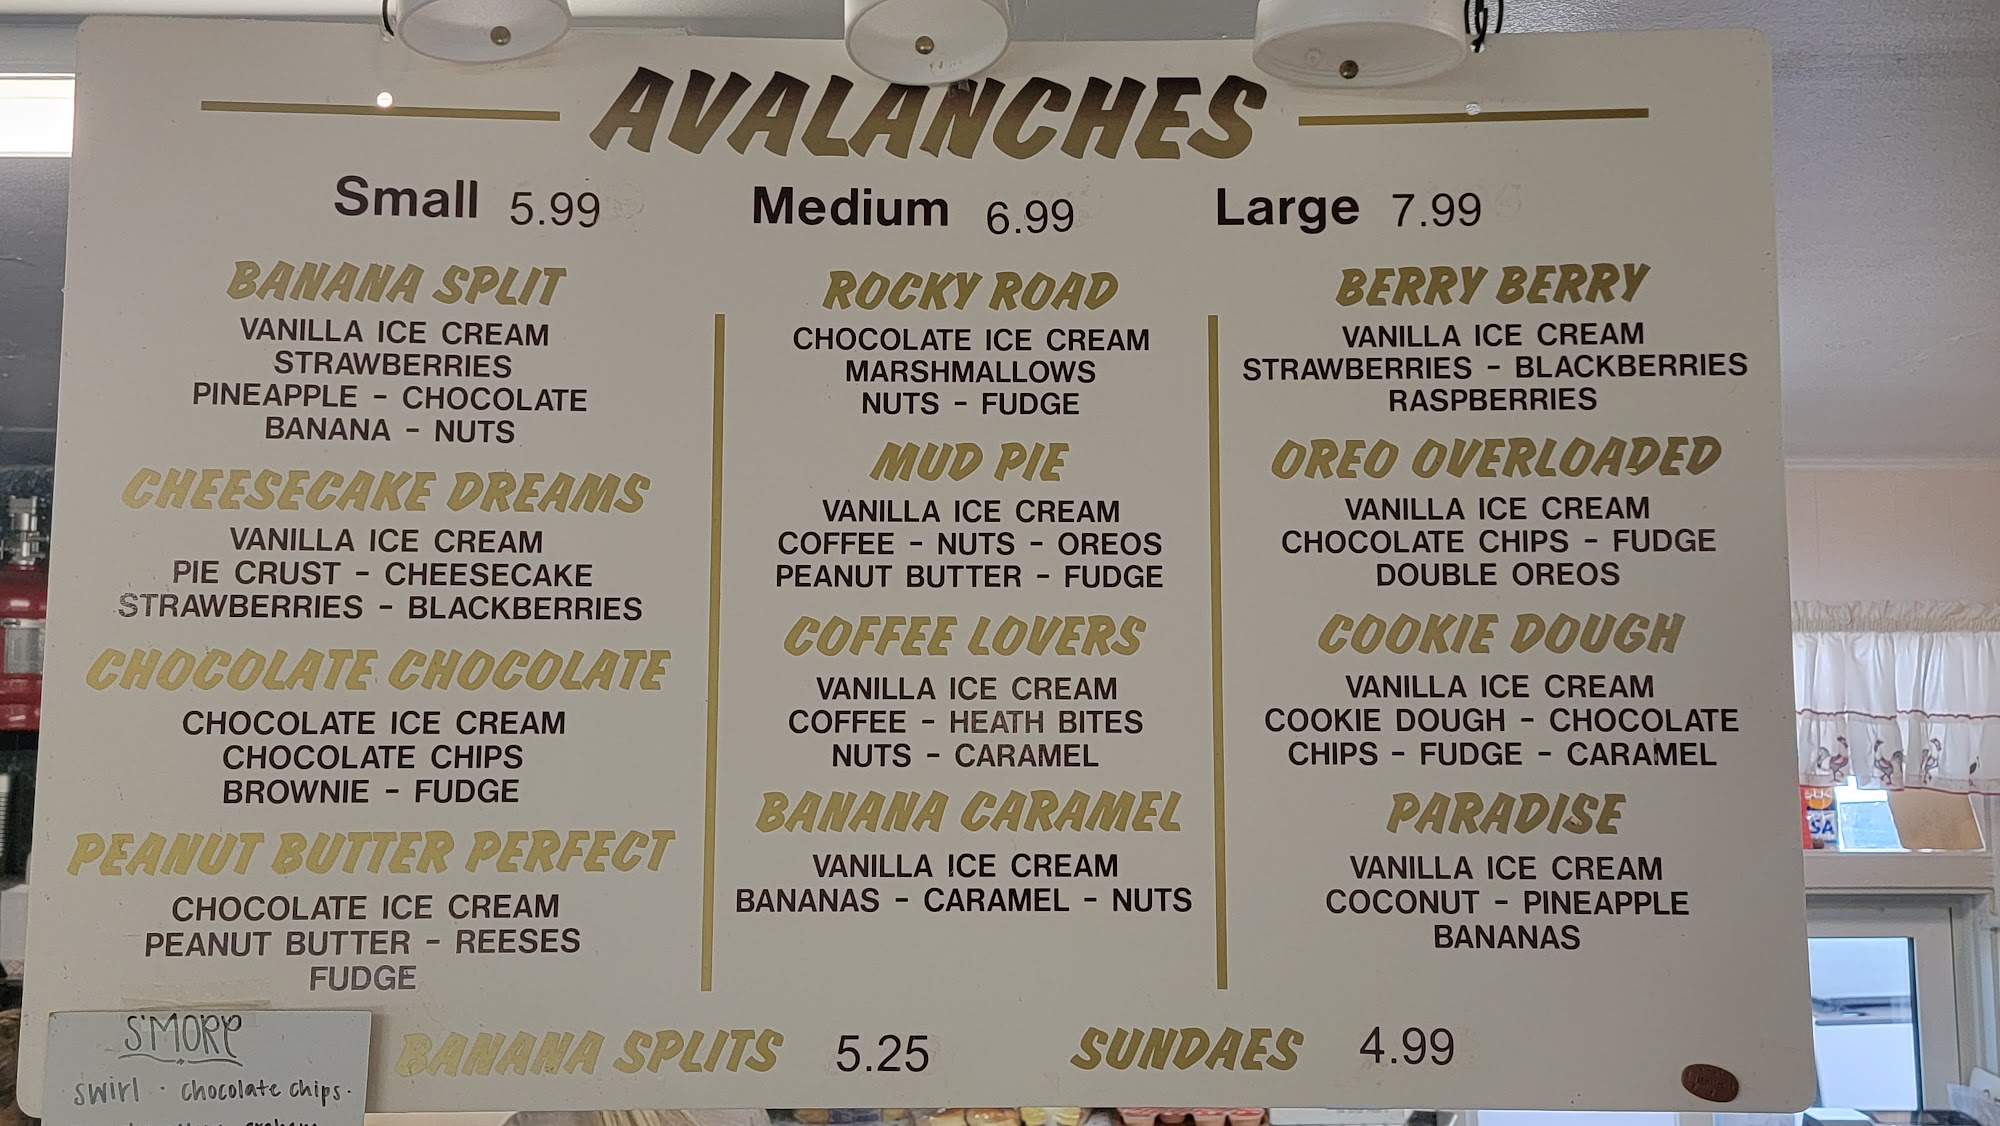 AVALANCHES
Small 5.99
Medium 6.99
Large 7.99
BANANA SPLIT
VANILLA ICE CREAM
STRAWBERRIES
PINEAPPLE - CHOCOLATE
BANANA - NUTS
CHEESECAKE DREAMS
VANILLA ICE CREAM
PIE CRUST - CHEESECAKE
STRAWBERRIES - BLACKBERRIES
CHOCOLATE CHOCOLATE
CHOCOLATE ICE CREAM
CHOCOLATE CHIPS
BROWNIE - FUDGE
PEANUT BUTTER PERFECT
CHOCOLATE ICE CREAM
PEANUT BUTTER - REESES
FUDGE
ROCKY ROAD
CHOCOLATE ICE CREAM
MARSHMALLOWS
NUTS - FUDGE
MUD PIE
VANILLA ICE CREAM
COFFEE - NUTS - OREOS
PEANUT BUTTER - FUDGE
COFFEE LOVERS
VANILLA ICE CREAM
COFFEE - HEATH BITES
NUTS - CARAMEL
BANANA CARAMEL
VANILLA ICE CREAM
BANANAS - CARAMEL - NUTS
BERRY BERRY
VANILLA ICE CREAM
STRAWBERRIES - BLACKBERRIES
RASPBERRIES
OREO OVERLOADED
VANILLA ICE CREAM
CHOCOLATE CHIPS - FUDGE
DOUBLE OREOS
COOKIE DOUGH
VANILLA ICE CREAM
COOKIE DOUGH - CHOCOLATE
CHIPS - FUDGE - CARAMEL
PARADISE
VANILLA ICE CREAM
COCONUT - PINEAPPLE
BANANAS
BANANA SPLITS 5.25
SUNDAES 4.99
S'MORE
swirl · chocolate chips ·